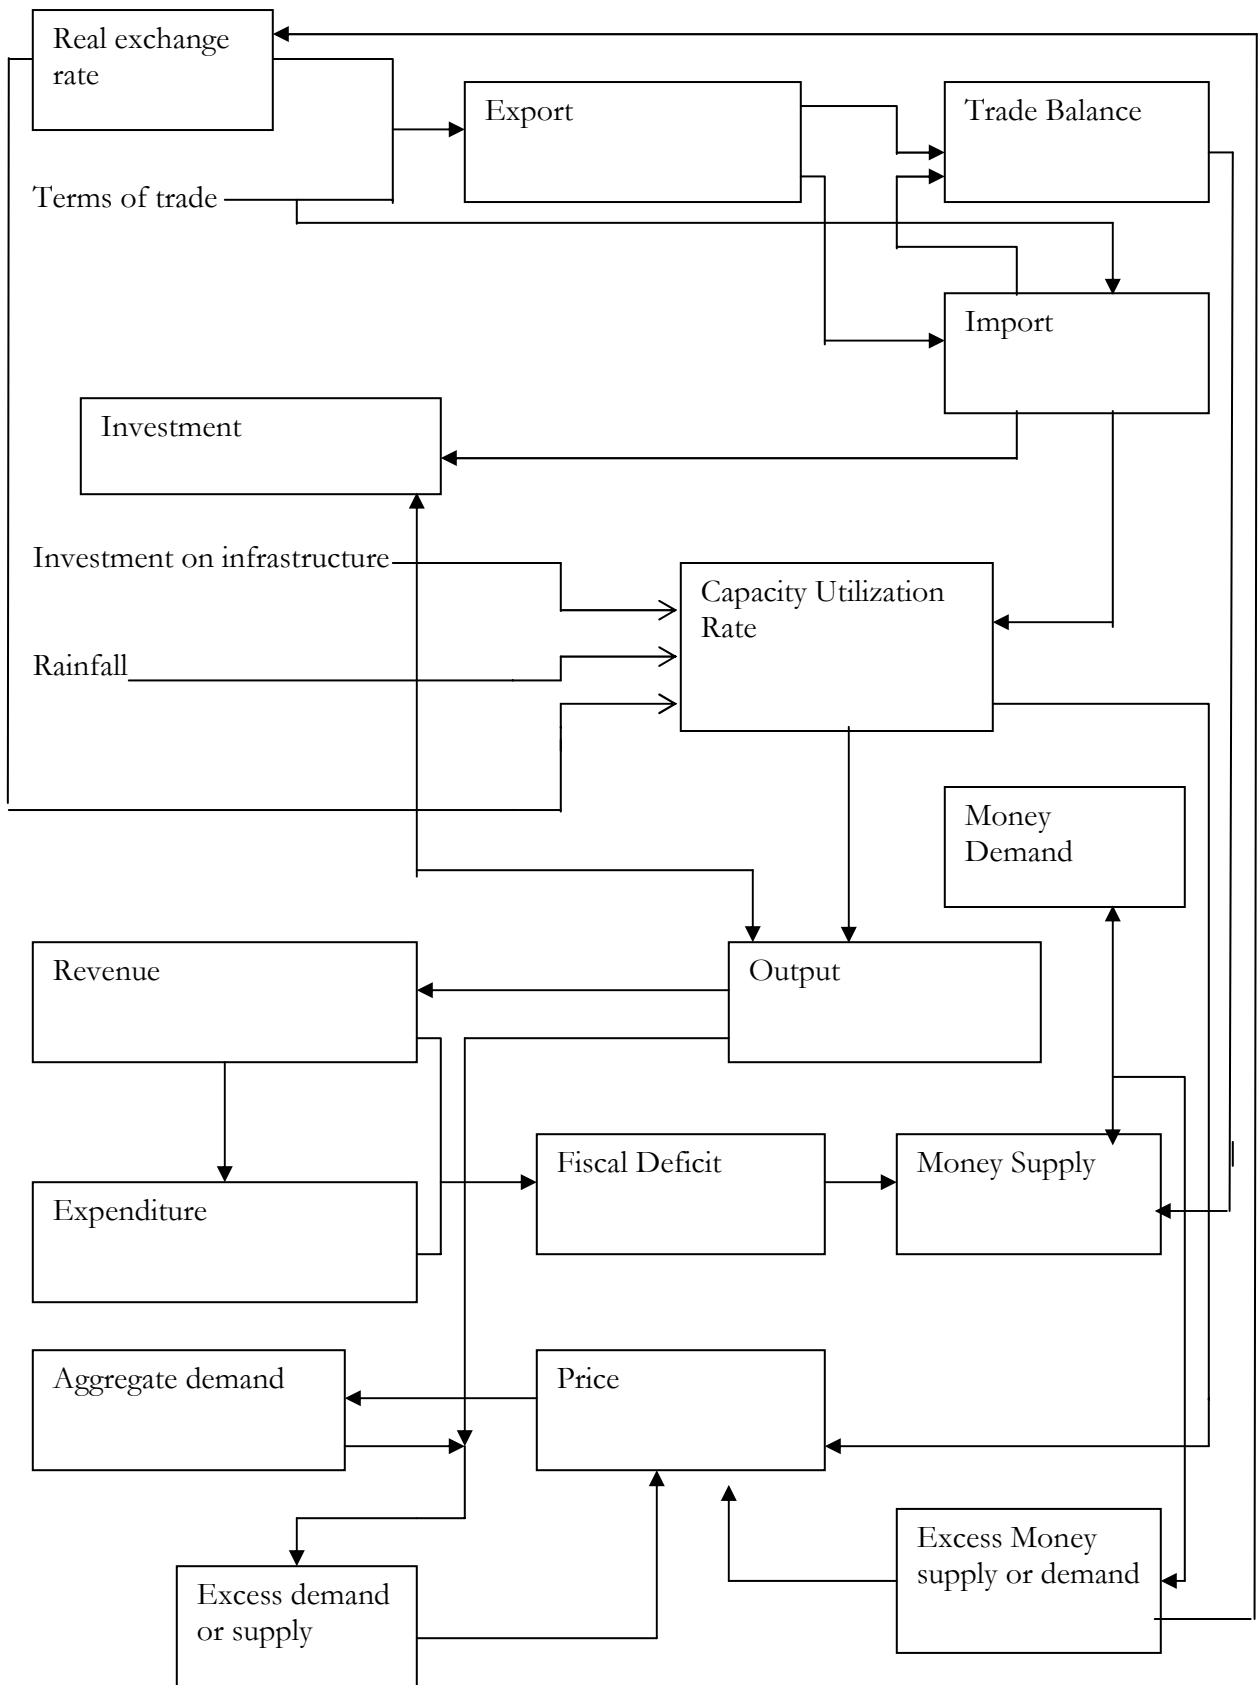 Real exchange
rate
Export
Trade Balance
Terms of trade
Import
Investment
Investment on infrastructure
Capacity Utilization
Rate
Rainfall
Money
Demand
Revenue
Output
Fiscal Deficit
Money Supply
Expenditure
Aggregate demand
Price
Excess Money
supply or demand
Excess demand
or supply